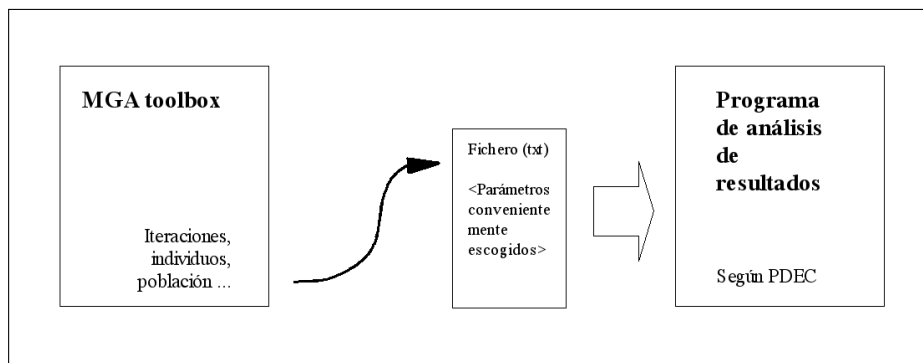 MGA toolbox
Iteraciones,
individuos,
población ...
Fichero (txt)
<Parámetros
conveniente
mente
escogidos>
Programa
de análisis
de
resultados
Según PDEC